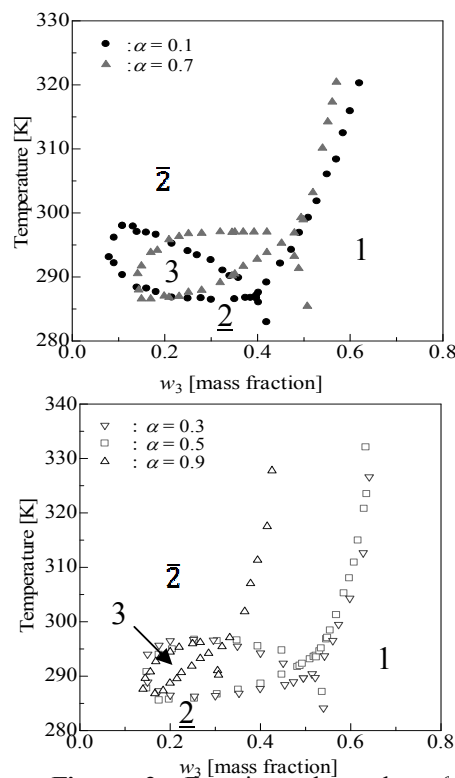 330
● :α = 0.1
▲ :α = 0.7
320
310
300
290
280
Temperature [K]
2̅
3
1
2̲
0.0 0.2 0.4 0.6 0.8
w3 [mass fraction]
340
▽ : α = 0.3
□ : α = 0.5
△ : α = 0.9
330
320
310
300
290
280
Temperature [K]
2̅
3
1
2̲
0.0 0.2 0.4 0.6 0.8
w3 [mass fraction]